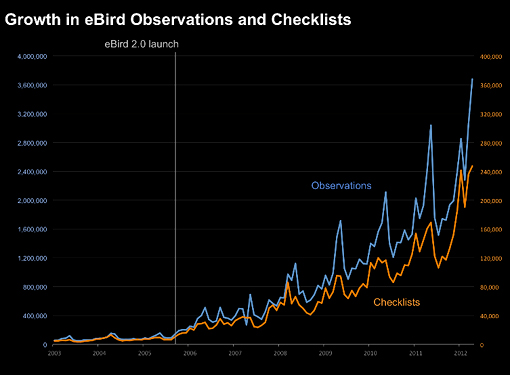 Growth in eBird Observations and Checklists
eBird 2.0 launch
4,000,000 400,000
3,600,000 360,000
3,200,000 320,000
2,800,000 280,000
2,400,000 240,000
Observations
2,000,000 200,000
1,600,000 160,000
1,200,000 120,000
800,000 80,000
Checklists
400,000 40,000
0 0
2003 2004 2005 2006 2007 2008 2009 2010 2011 2012